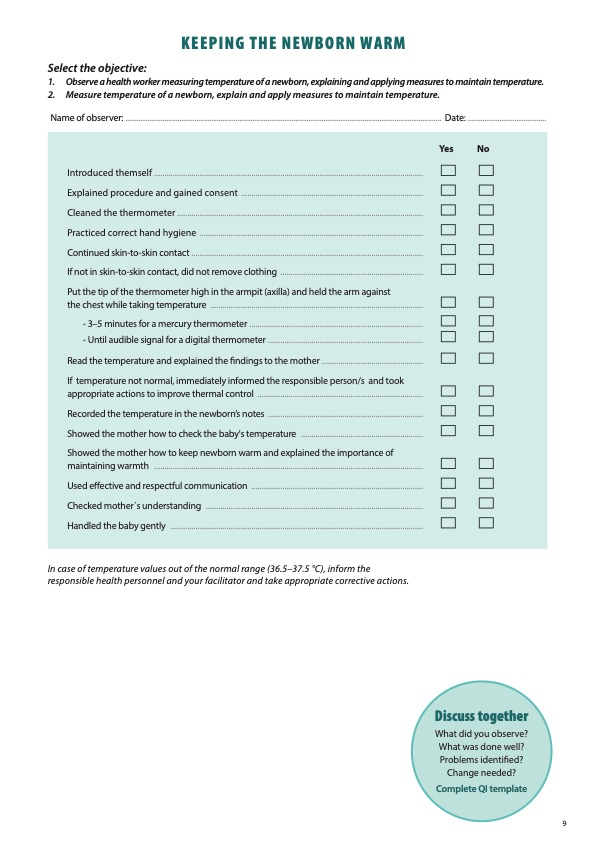 KEEPING THE NEWBORN WARM
Select the objective:
1. Observe a health worker measuring temperature of a newborn, explaining and applying measures to maintain temperature.
2. Measure temperature of a newborn, explain and apply measures to maintain temperature.
Name of observer: Date:
Yes No
Introduced themself
Explained procedure and gained consent
Cleaned the thermometer
Practiced correct hand hygiene
Continued skin-to-skin contact
If not in skin-to-skin contact, did not remove clothing
Put the tip of the thermometer high in the armpit (axilla) and held the arm against
the chest while taking temperature
- 3–5 minutes for a mercury thermometer
- Until audible signal for a digital thermometer
Read the temperature and explained the findings to the mother
If temperature not normal, immediately informed the responsible person/s and took
appropriate actions to improve thermal control
Recorded the temperature in the newborn's notes
Showed the mother how to check the baby's temperature
Showed the mother how to keep newborn warm and explained the importance of
maintaining warmth
Used effective and respectful communication
Checked mother´s understanding
Handled the baby gently
In case of temperature values out of the normal range (36.5–37.5 °C), inform the
responsible health personnel and your facilitator and take appropriate corrective actions.
Discuss together
What did you observe?
What was done well?
Problems identified?
Change needed?
Complete QI template
9